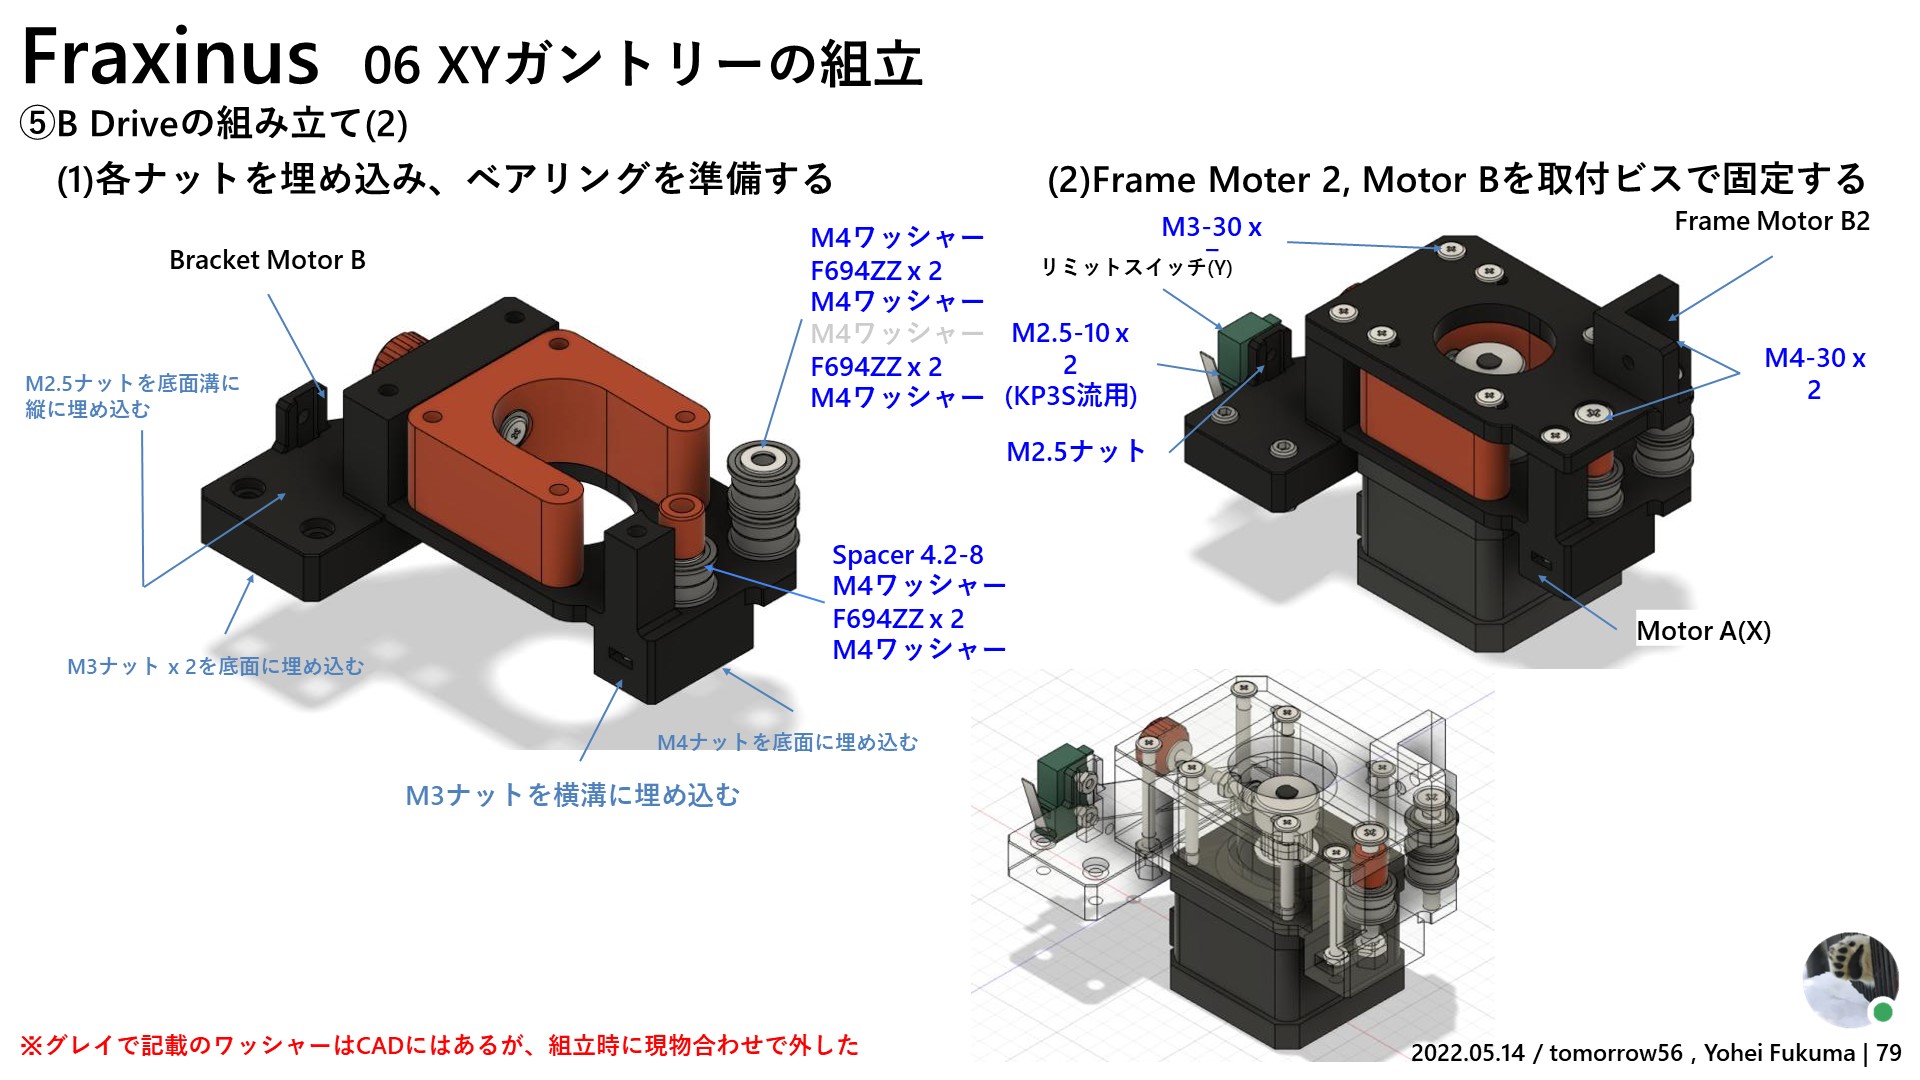 Fraxinus 06 XYガントリーの組立
⑤B Driveの組み立て(2)
(1)各ナットを埋め込み、ベアリングを準備する
Bracket Motor B
M2.5ナットを底面溝に
縦に埋め込む
M3ナット x 2を底面に埋め込む
M3ナットを横溝に埋め込む
M4ナットを底面に埋め込む
M4ワッシャー
F694ZZ x 2
M4ワッシャー
M4ワッシャー
F694ZZ x 2
M4ワッシャー
Spacer 4.2-8
M4ワッシャー
F694ZZ x 2
M4ワッシャー
(2)Frame Moter 2, Motor Bを取付ビスで固定する
M3-30 x
リミットスイッチ(Y)
M2.5-10 x
2
(KP3S流用)
M2.5ナット
Frame Motor B2
M4-30 x
2
Motor A(X)
※グレイで記載のワッシャーはCADにはあるが、組立時に現物合わせで外した
2022.05.14 / tomorrow56 , Yohei Fukuma | 79